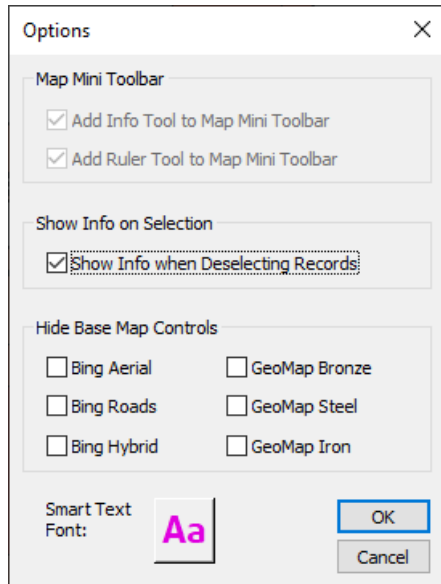 Options
Map Mini Toolbar
Add Info Tool to Map Mini Toolbar
Add Ruler Tool to Map Mini Toolbar
Show Info on Selection
Show Info when Deselecting Records
Hide Base Map Controls
Bing Aerial GeoMap Bronze
Bing Roads GeoMap Steel
Bing Hybrid GeoMap Iron
Smart Text
Font:
Aa
OK
Cancel